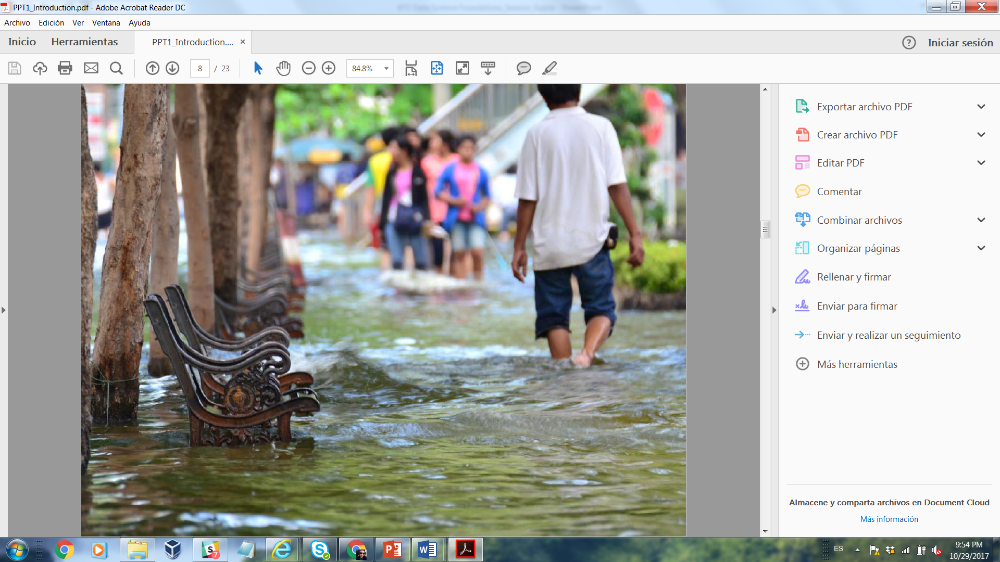 PPT1_Introduction.pdf - Adobe Acrobat Reader DC
Archivo Edición Ver Ventana Ayuda
Inicio Herramientas PPT1_Introduction.... × ? Iniciar sesión
8 / 23 84.8%
Exportar archivo PDF
Crear archivo PDF
Editar PDF
Comentar
Combinar archivos
Organizar páginas
Rellenar y firmar
Enviar para firmar
Enviar y realizar un seguimiento
Más herramientas
Almacene y comparta archivos en Document Cloud
Más información
7
ES
9:54 PM
10/29/2017